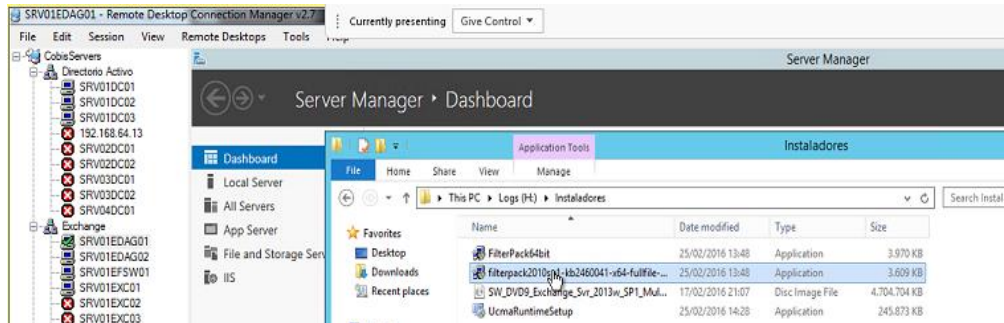 SRV01EDAG01 - Remote Desktop Connection Manager v2.7
Currently presenting
Give Control
File Edit Session View Remote Desktops Tools Help
CobisServers
Directorio Activo
SRV01DC01
SRV01DC02
SRV01DC03
192.168.64.13
SRV02DC01
SRV02DC02
SRV03DC01
SRV03DC02
SRV04DC01
Exchange
SRV01EDAG01
SRV01EDAG02
SRV01EFSW01
SRV01EXC01
SRV01EXC02
SRV01EXC03
Server Manager
Server Manager • Dashboard
Dashboard
Local Server
All Servers
App Server
File and Storage Serv
IIS
Application Tools
Instaladores
File Home Share View Manage
This PC Logs (H:) Instaladores
Search Instal
Favorites
Desktop
Downloads
Recent places
Name Date modified Type Size
FilterPack64bit 25/02/2016 13:48 Application 3.970 KB
filterpack2010sp1-kb2460041-x64-fullfile-... 25/02/2016 13:48 Application 3.609 KB
SW_DVD9_Exchange_Svr_2013w_SP1_Mul... 17/02/2016 21:07 Disc Image File 4.704.704 KB
UcmaRuntimeSetup 25/02/2016 14:28 Application 245.873 KB